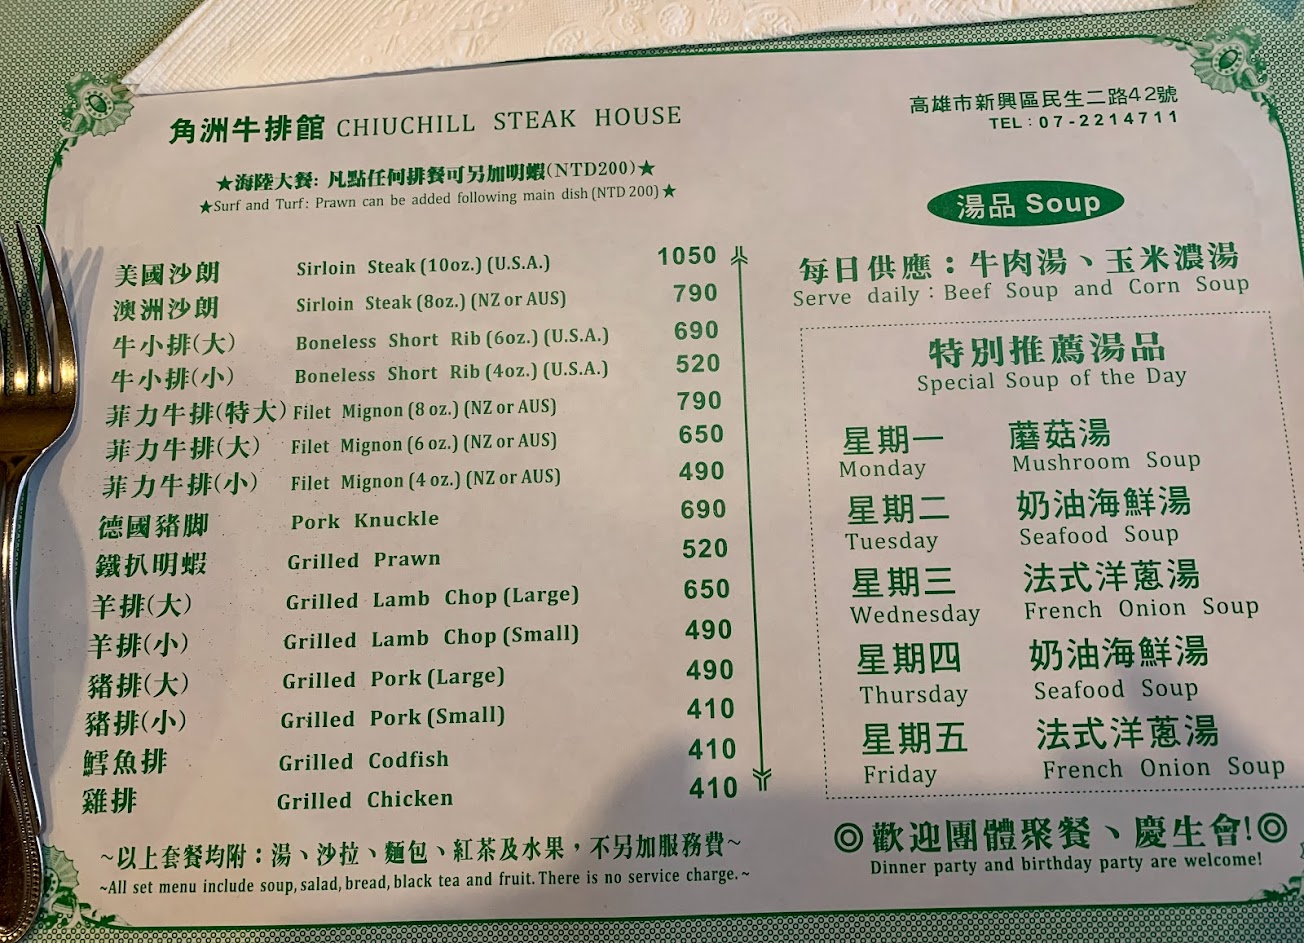 角洲牛排館 CHIUCHILL STEAK HOUSE
高雄市新興區民生二路42號
TEL：07-2214711
★海陸大餐: 凡點任何排餐可另加明蝦(NTD200)★
★Surf and Turf: Prawn can be added following main dish (NTD 200)★
美國沙朗 Sirloin Steak (10oz.) (U.S.A.) 1050
澳洲沙朗 Sirloin Steak (8oz.) (NZ or AUS) 790
牛小排(大) Boneless Short Rib (6oz.) (U.S.A.) 690
牛小排(小) Boneless Short Rib (4oz.) (U.S.A.) 520
菲力牛排(特大) Filet Mignon (8 oz.) (NZ or AUS) 790
菲力牛排(大) Filet Mignon (6 oz.) (NZ or AUS) 650
菲力牛排(小) Filet Mignon (4 oz.) (NZ or AUS) 490
德國豬脚 Pork Knuckle 690
鐵扒明蝦 Grilled Prawn 520
羊排(大) Grilled Lamb Chop (Large) 650
羊排(小) Grilled Lamb Chop (Small) 490
豬排(大) Grilled Pork (Large) 490
豬排(小) Grilled Pork (Small) 410
鱈魚排 Grilled Codfish 410
雞排 Grilled Chicken 410
～以上套餐均附：湯、沙拉、麵包、紅茶及水果，不另加服務費～
~All set menu include soup, salad, bread, black tea and fruit. There is no service charge. ~
湯品 Soup
每日供應：牛肉湯、玉米濃湯
Serve daily：Beef Soup and Corn Soup
特別推薦湯品
Special Soup of the Day
星期一 蘑菇湯
Monday Mushroom Soup
星期二 奶油海鮮湯
Tuesday Seafood Soup
星期三 法式洋蔥湯
Wednesday French Onion Soup
星期四 奶油海鮮湯
Thursday Seafood Soup
星期五 法式洋蔥湯
Friday French Onion Soup
◎歡迎團體聚餐、慶生會!◎
Dinner party and birthday party are welcome!